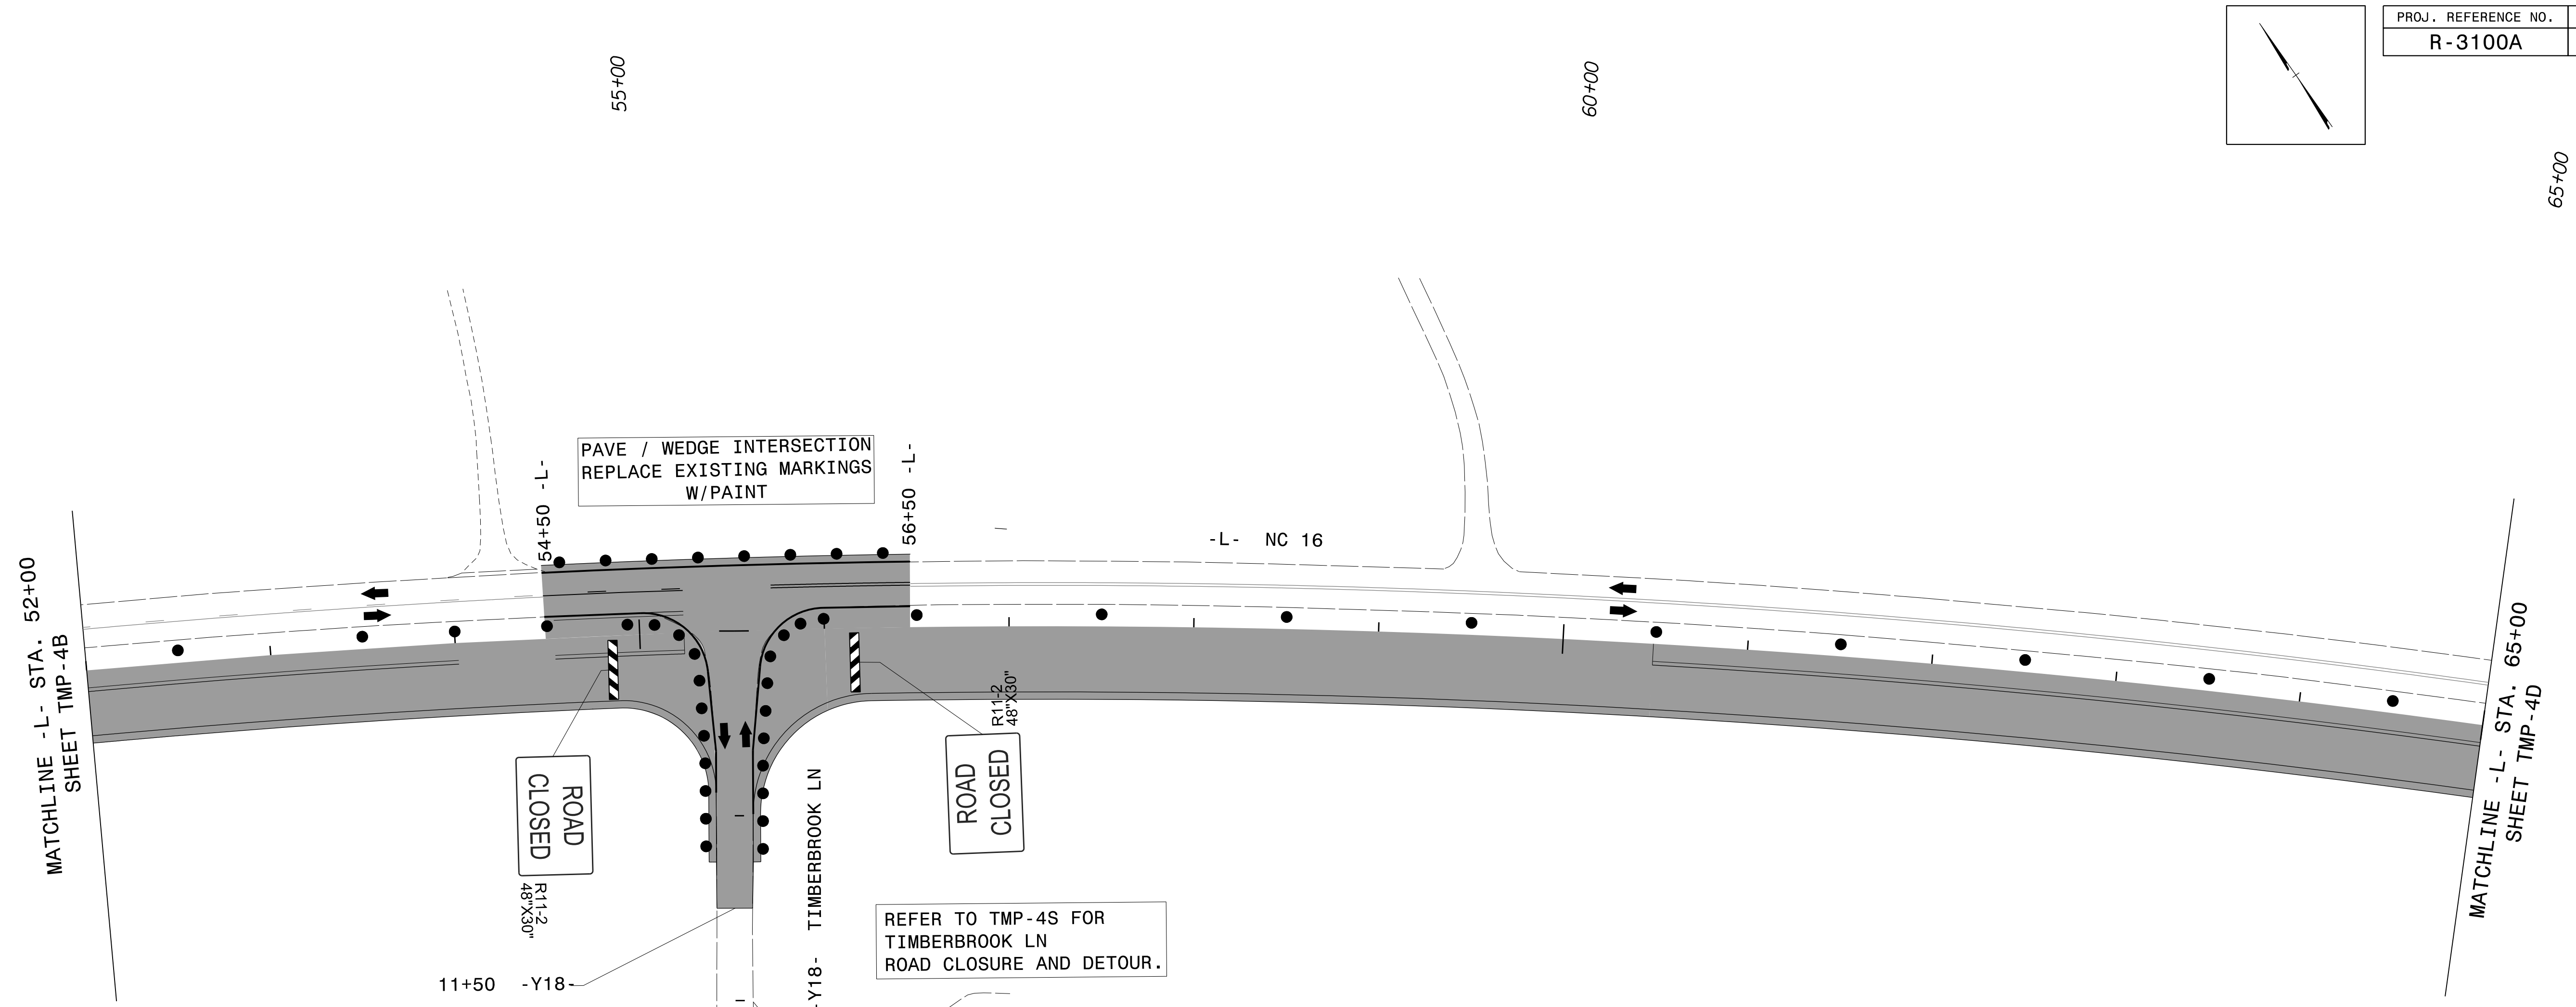 PROJ. REFERENCE NO.
R-3100A
55+00
60+00
65+00
PAVE / WEDGE INTERSECTION
REPLACE EXISTING MARKINGS
W/PAINT
54+50 -L-
56+50 -L-
-L- NC 16
MATCHLINE -L- STA. 52+00
SHEET TMP-4B
MATCHLINE -L- STA. 65+00
SHEET TMP-4D
ROAD
CLOSED
R11-2
48"X30"
R11-2
48"X30"
ROAD
CLOSED
-Y18- TIMBERBROOK LN
REFER TO TMP-4S FOR
TIMBERBROOK LN
ROAD CLOSURE AND DETOUR.
11+50 -Y18-